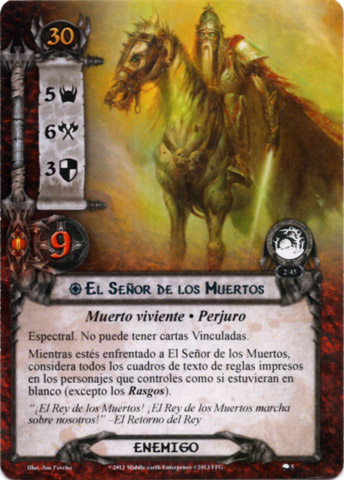 30
5
6
3
9
2/45
El Señor de los Muertos
Muerto viviente • Perjuro
Espectral. No puede tener cartas Vinculadas.
Mientras estés enfrentado a El Señor de los Muertos,
considera todos los cuadros de texto de reglas impresos
en los personajes que controles como si estuvieran en
blanco (excepto los Rasgos).
“¡El Rey de los Muertos! ¡El Rey de los Muertos marcha
sobre nosotros!” –El Retorno del Rey
ENEMIGO
©2013 Middle-earth Enterprises • 2013 FFG
5